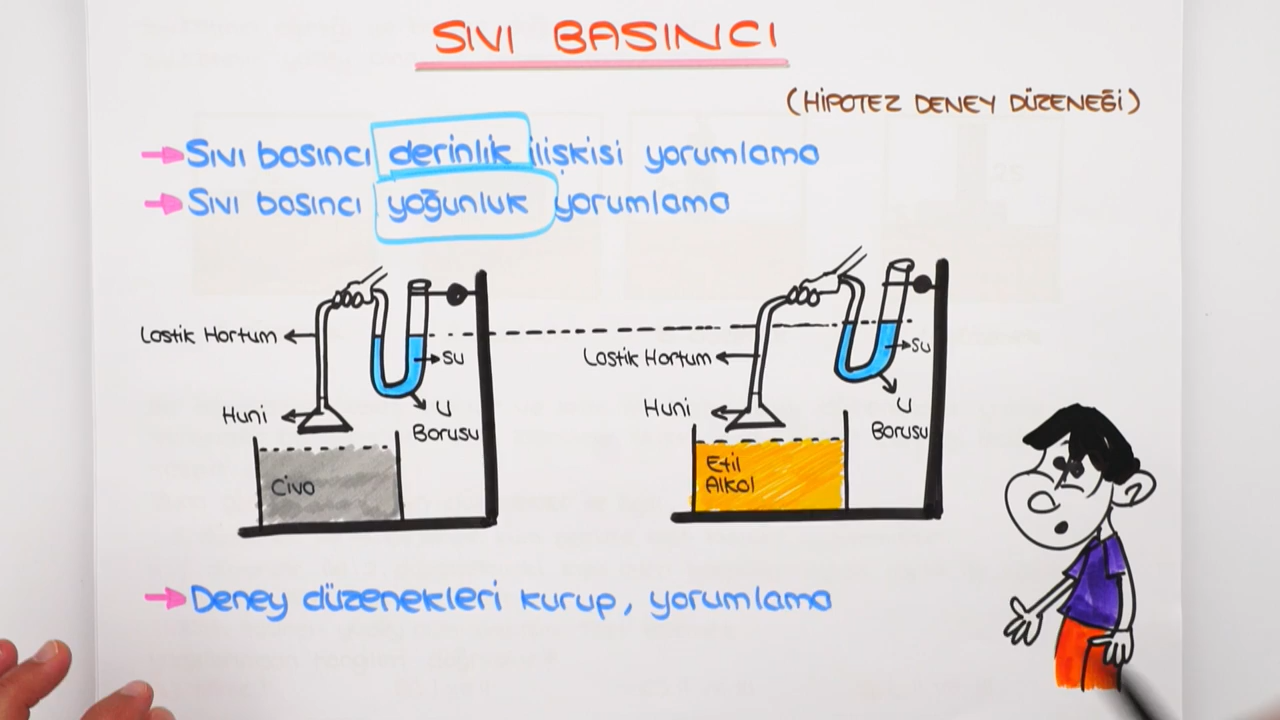 SIVI BASINCI
(HİPOTEZ DENEY DÜZENEĞİ)
Sıvı basıncı derinlik ilişkisi yorumlama
Sıvı basıncı yoğunluk yorumlama
Lastik Hortum
Su
Huni
U
Borusu
Civa
Lastik Hortum
Su
Huni
U
Borusu
Etil
Alkol
Deney düzenekleri kurup, yorumlama